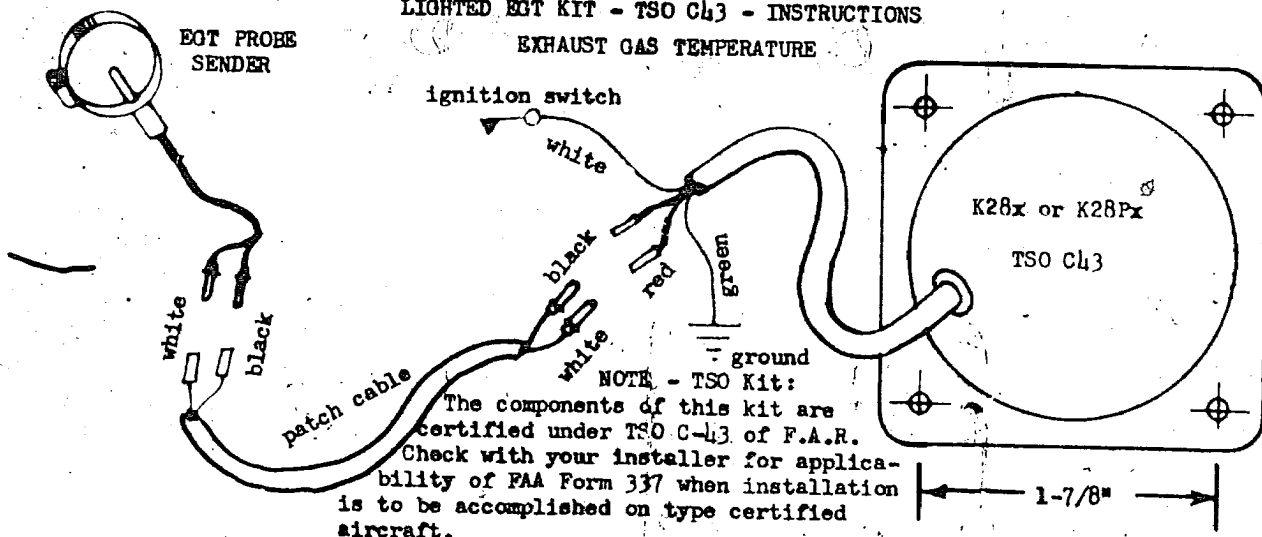 LIGHTED EGT KIT - TSO C43 - INSTRUCTIONS
EXHAUST GAS TEMPERATURE
EGT PROBE
SENDER
ignition switch
white
black
red
green
ground
K28x or K28Px
TSO C43
white
black
white
patch cable
NOTE - TSO Kit:
The components of this kit are
certified under TSO C-43 of F.A.R.
Check with your installer for applica-
bility of FAA Form 337 when installation
is to be accomplished on type certified
aircraft.
1-7/8"